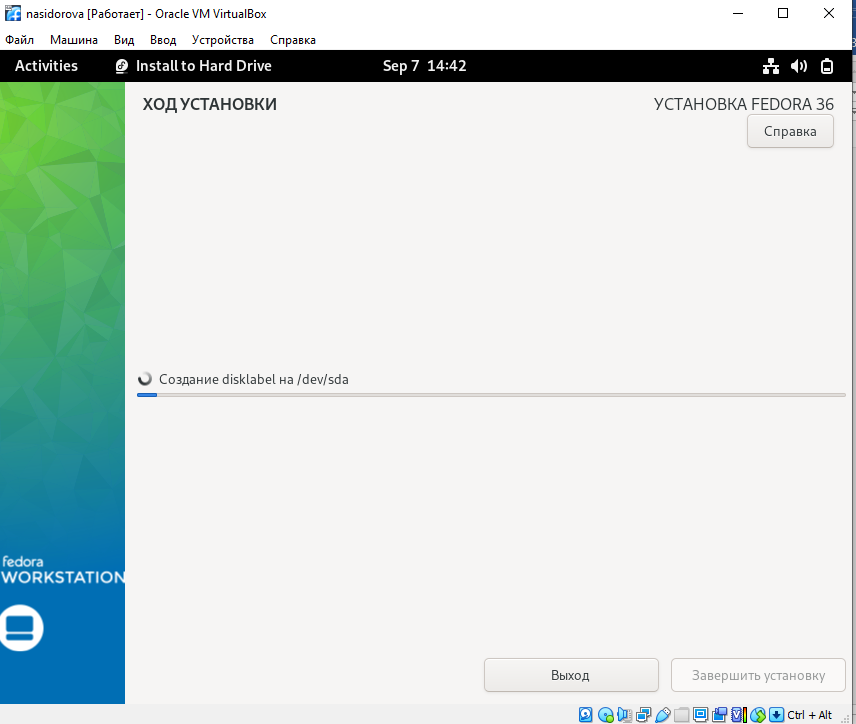 nasidorova [Работает] - Oracle VM VirtualBox
Файл Машина Вид Ввод Устройства Справка
Activities Install to Hard Drive Sep 7 14:42
ХОД УСТАНОВКИ УСТАНОВКА FEDORA 36
Справка
Создание disklabel на /dev/sda
fedora
WORKSTATION
Выход Завершить установку
Ctrl + Alt